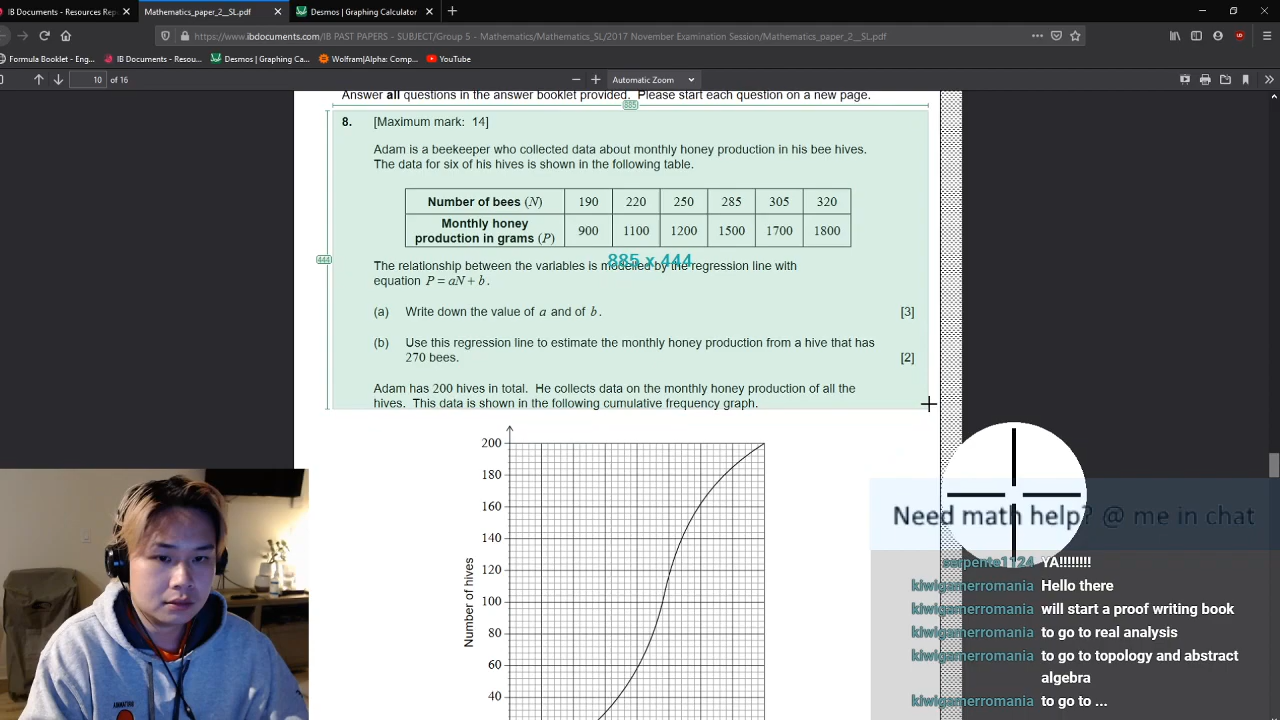 IB Documents - Resources Rep
Mathematics_paper_2__SL.pdf
Desmos | Graphing Calculator
https://www.ibdocuments.com/IB PAST PAPERS - SUBJECT/Group 5 - Mathematics/Mathematics_SL/2017 November Examination Session/Mathematics_paper_2__SL.pdf
Formula Booklet - Eng...
IB Documents - Resou...
Desmos | Graphing Ca...
Wolfram|Alpha: Comp...
YouTube
10 of 16
Automatic Zoom
Answer all questions in the answer booklet provided. Please start each question on a new page.
885
8. [Maximum mark: 14]
Adam is a beekeeper who collected data about monthly honey production in his bee hives.
The data for six of his hives is shown in the following table.
Number of bees (N) 190 220 250 285 305 320
Monthly honey
production in grams (P) 900 1100 1200 1500 1700 1800
444
885 x 444
The relationship between the variables is modelled by the regression line with
equation P = aN + b.
(a) Write down the value of a and of b. [3]
(b) Use this regression line to estimate the monthly honey production from a hive that has
270 bees. [2]
Adam has 200 hives in total. He collects data on the monthly honey production of all the
hives. This data is shown in the following cumulative frequency graph.
200
180
160
140
120
100
80
60
40
Number of hives
Need math help? @ me in chat
serpente1124 YA!!!!!!!
kiwigamerromania Hello there
kiwigamerromania will start a proof writing book
kiwigamerromania to go to real analysis
kiwigamerromania to go to topology and abstract
algebra
kiwigamerromania to go to ...